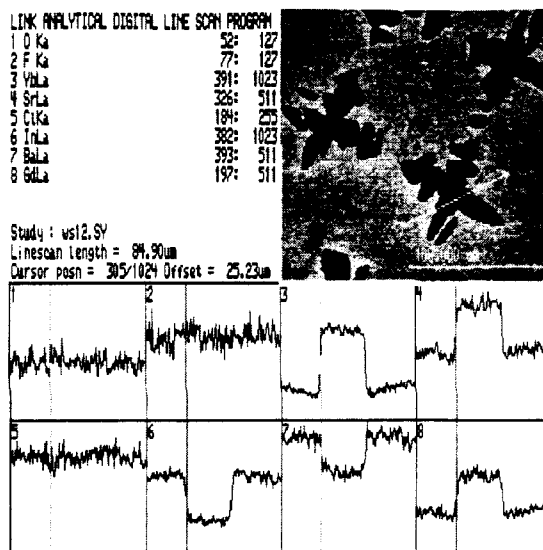 LINK ANALYTICAL DIGITAL LINE SCAN PROGRAM
1 O Ka 52: 127
2 F Ka 77: 127
3 YbLa 391: 1023
4 SrLa 326: 511
5 ClKa 184: 255
6 InLa 382: 1023
7 BaLa 393: 511
8 GdLa 197: 511
Study : ws12.SY
Linescan length = 84.90um
Cursor posn = 305/1024 Offset = 25.23um
1 2 3 4
5 6 7 8